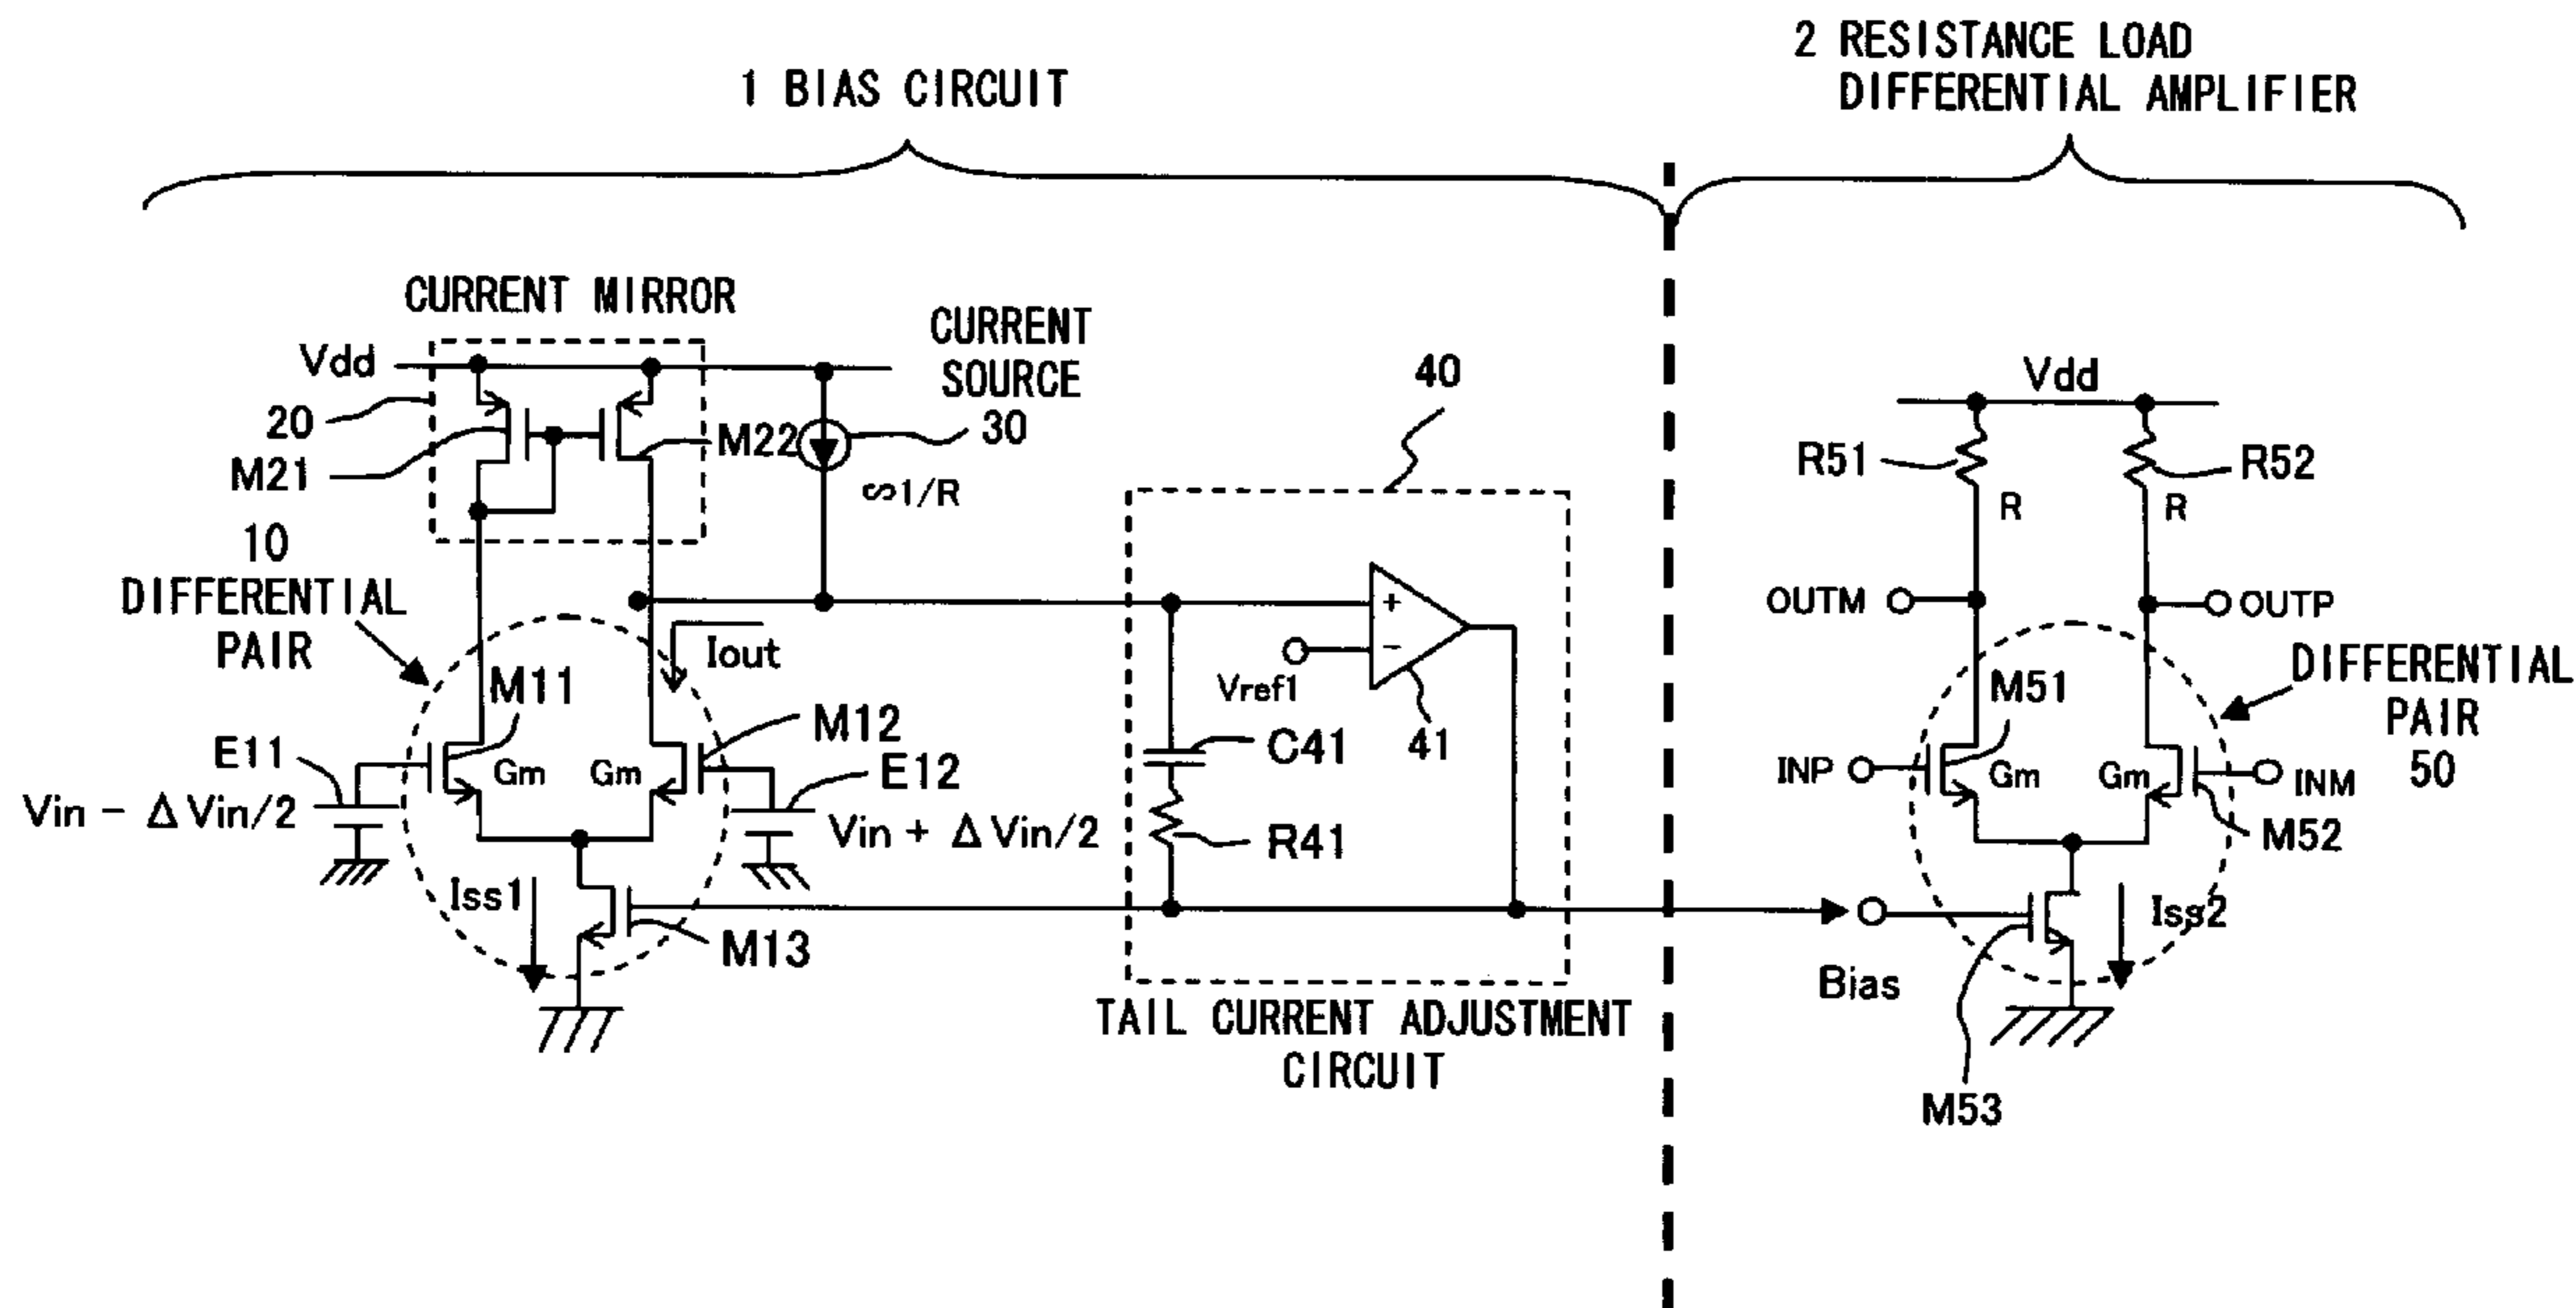 1 BIAS CIRCUIT
2 RESISTANCE LOAD
DIFFERENTIAL AMPLIFIER
CURRENT MIRROR
CURRENT
SOURCE
30
Vdd
20
M21
M22
∽1/R
40
10
DIFFERENTIAL
PAIR
Iout
M11
M12
E11
Vin - ΔVin/2
Gm
Gm
E12
Vin + ΔVin/2
Iss1
M13
+
-
Vref1
41
C41
R41
TAIL CURRENT ADJUSTMENT
CIRCUIT
Vdd
R51
R
R52
R
OUTM
OUTP
DIFFERENTIAL
PAIR
50
M51
INP
Gm
Gm
INM
M52
Iss2
Bias
M53